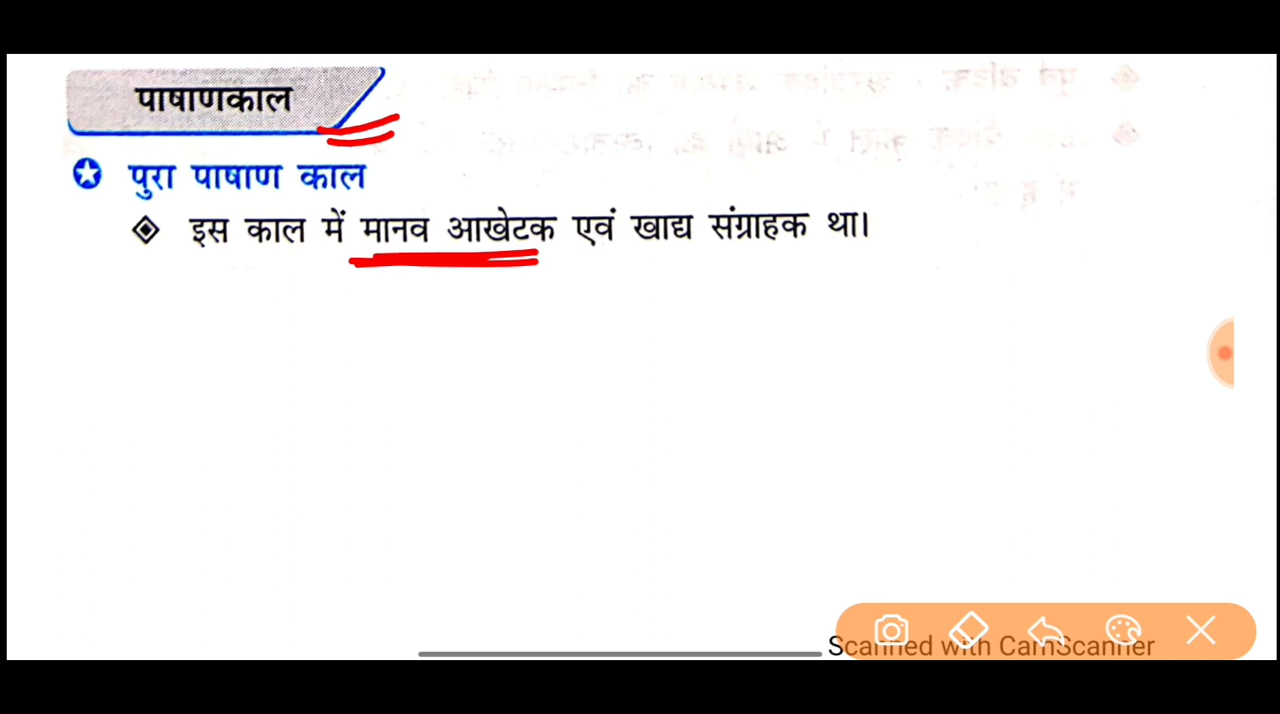 पाषाणकाल
पुरा पाषाण काल
इस काल में मानव आखेटक एवं खाद्य संग्राहक था।
Scanned with CamScanner